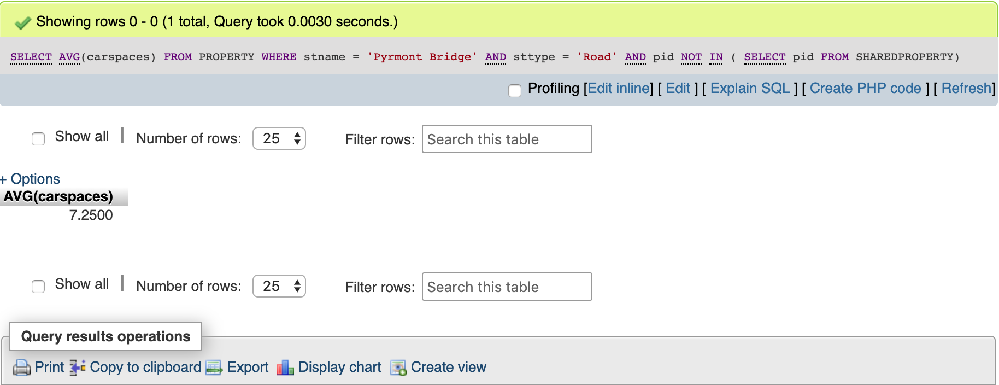 Showing rows 0 - 0 (1 total, Query took 0.0030 seconds.)
SELECT AVG(carspaces) FROM PROPERTY WHERE stname = 'Pyrmont Bridge' AND sttype = 'Road' AND pid NOT IN ( SELECT pid FROM SHAREDPROPERTY)
Profiling [Edit inline] [ Edit ] [ Explain SQL ] [ Create PHP code ] [ Refresh]
Show all | Number of rows: 25 Filter rows: Search this table
+ Options
AVG(carspaces)
7.2500
Show all | Number of rows: 25 Filter rows: Search this table
Query results operations
Print Copy to clipboard Export Display chart Create view